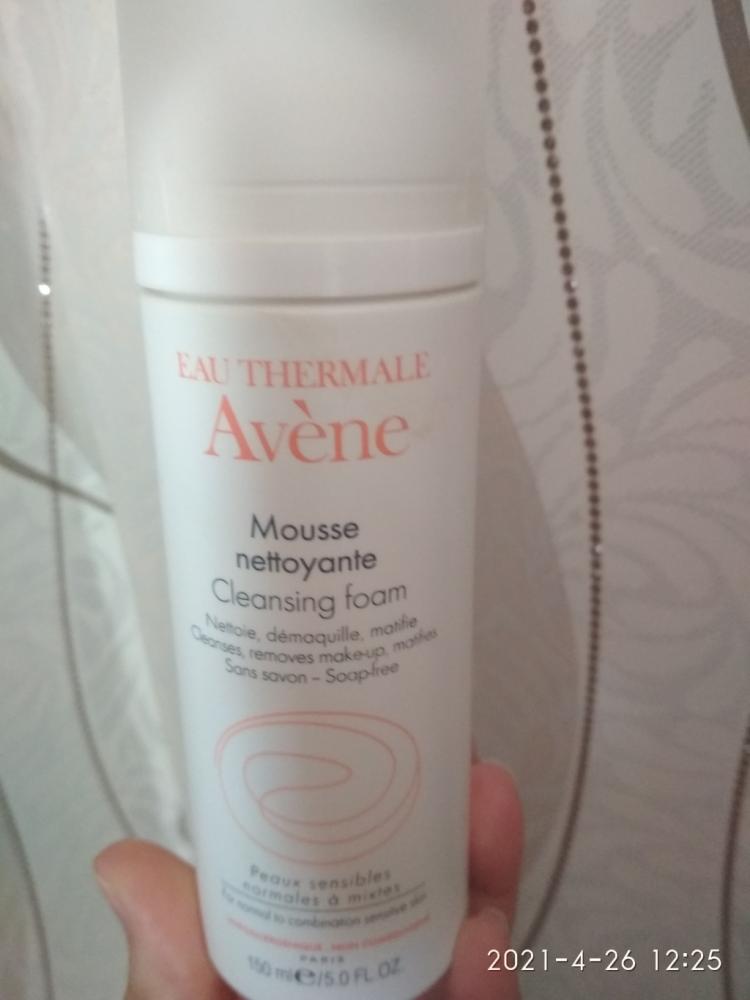 EAU THERMALE
Avène
Mousse
nettoyante
Cleansing foam
Nettoie, démaquille, matifie
Cleanses, removes make-up, matifies
Sans savon – Soap-free
Peaux sensibles
normales à mixtes
For normal to combination sensitive skin
PARIS
150 ml e/5.0 FL.OZ.
2021-4-26 12:25